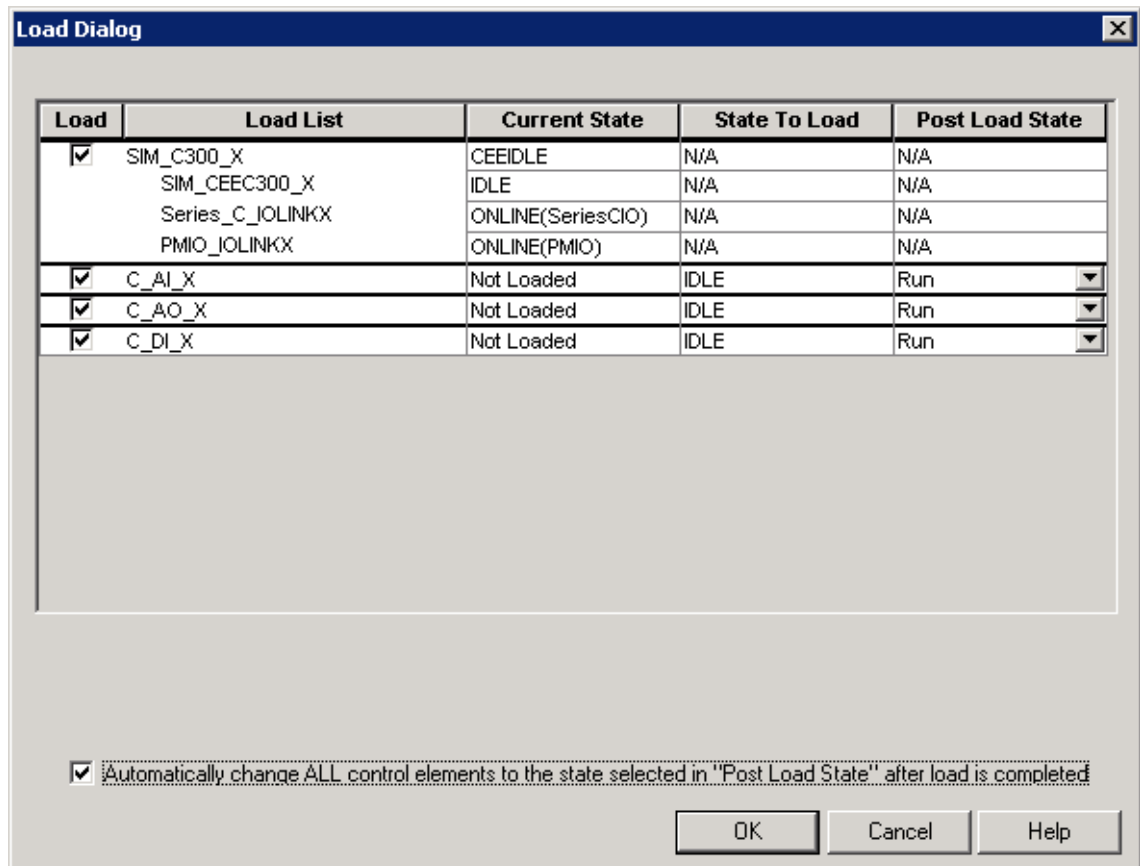 Load Dialog
Load Load List Current State State To Load Post Load State
SIM_C300_X CEEIDLE N/A N/A
SIM_CEEC300_X IDLE N/A N/A
Series_C_IOLINKX ONLINE(SeriesCIO) N/A N/A
PMIO_IOLINKX ONLINE(PMIO) N/A N/A
C_AI_X Not Loaded IDLE Run
C_AO_X Not Loaded IDLE Run
C_DI_X Not Loaded IDLE Run
Automatically change ALL control elements to the state selected in "Post Load State" after load is completed
OK Cancel Help